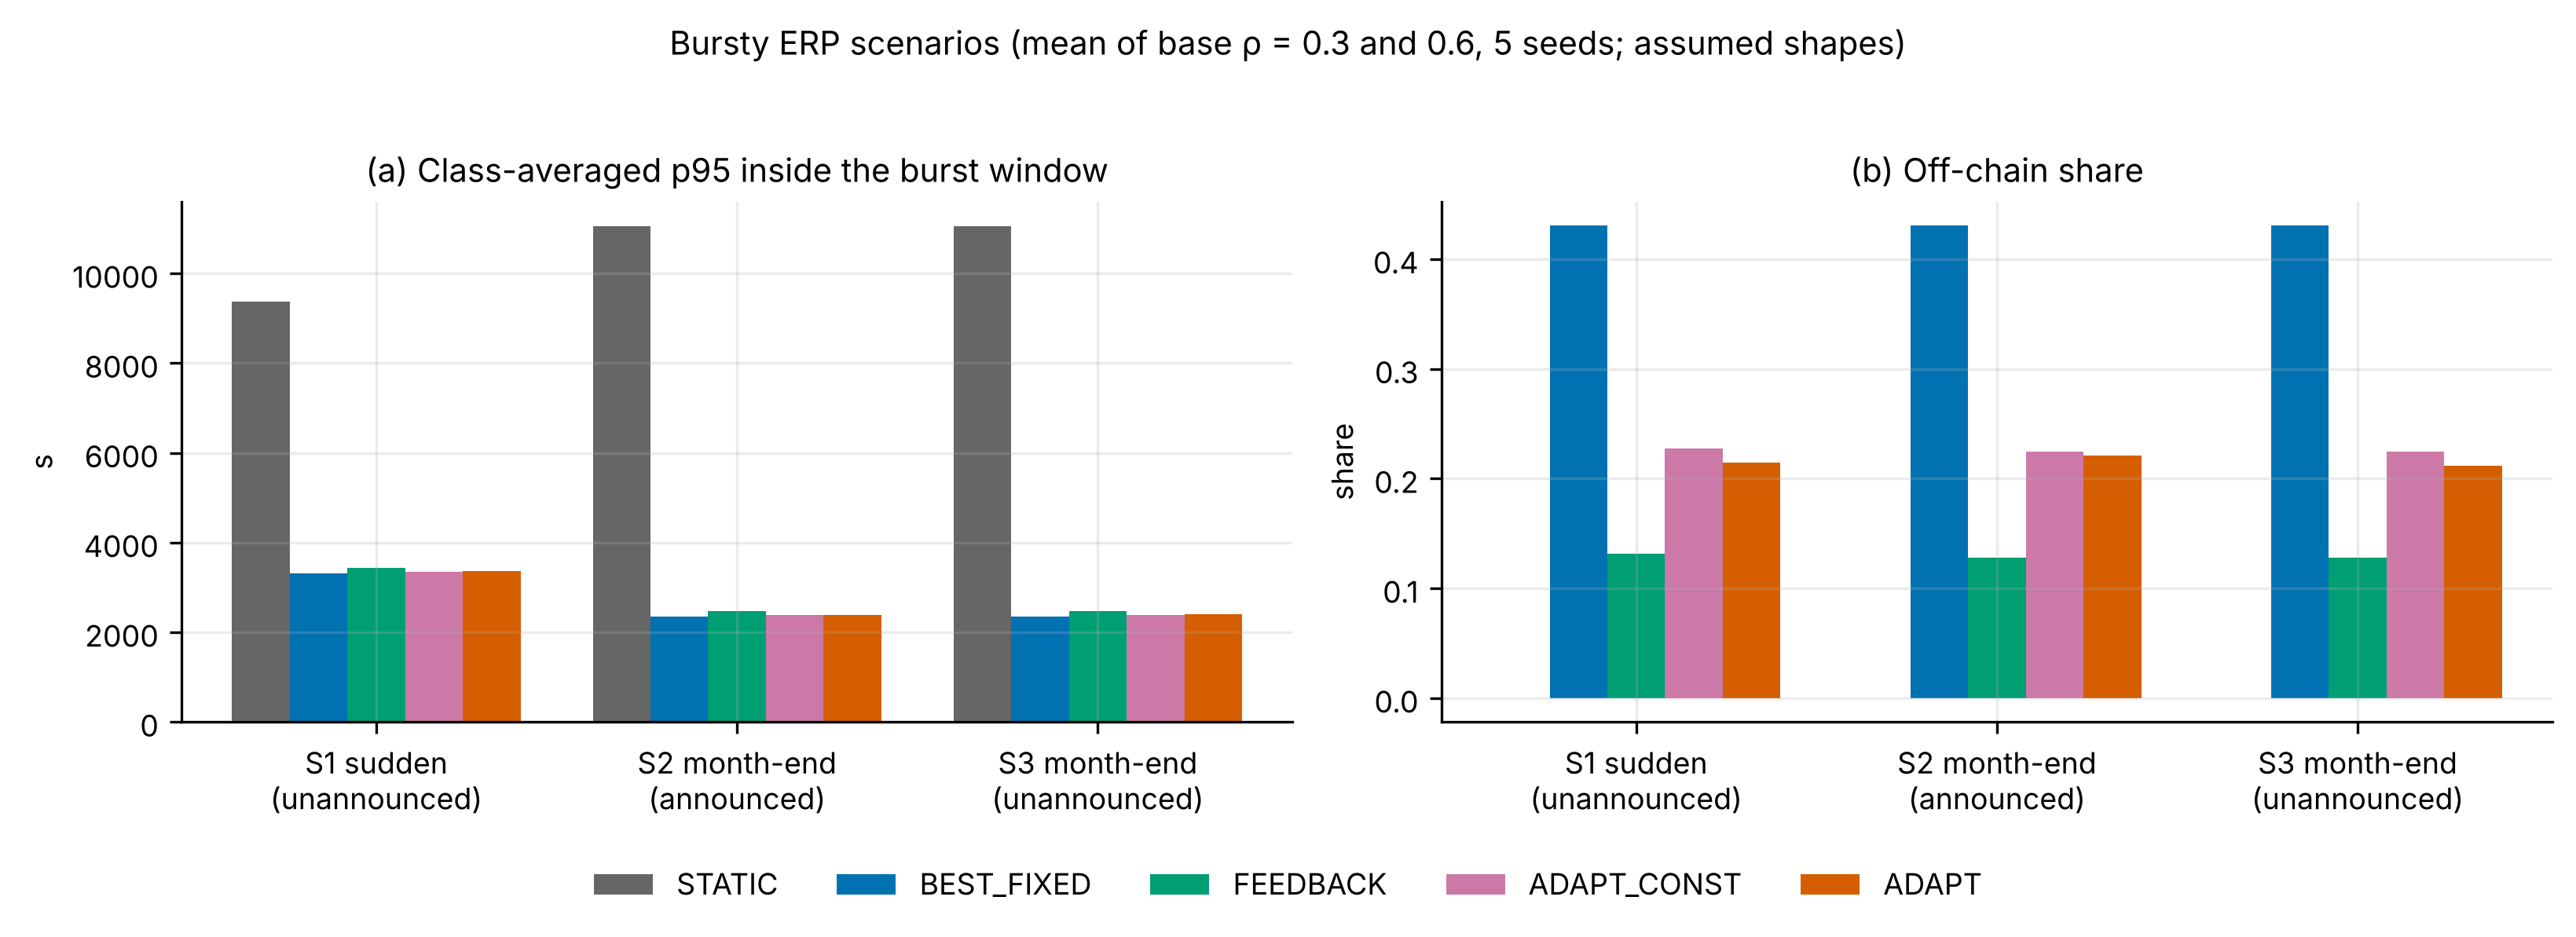 Bursty ERP scenarios (mean of base ρ = 0.3 and 0.6, 5 seeds; assumed shapes)
(a) Class-averaged p95 inside the burst window
s
10000
8000
6000
4000
2000
0
S1 sudden
(unannounced)
S2 month-end
(announced)
S3 month-end
(unannounced)
(b) Off-chain share
share
0.4
0.3
0.2
0.1
0.0
S1 sudden
(unannounced)
S2 month-end
(announced)
S3 month-end
(unannounced)
STATIC BEST_FIXED FEEDBACK ADAPT_CONST ADAPT